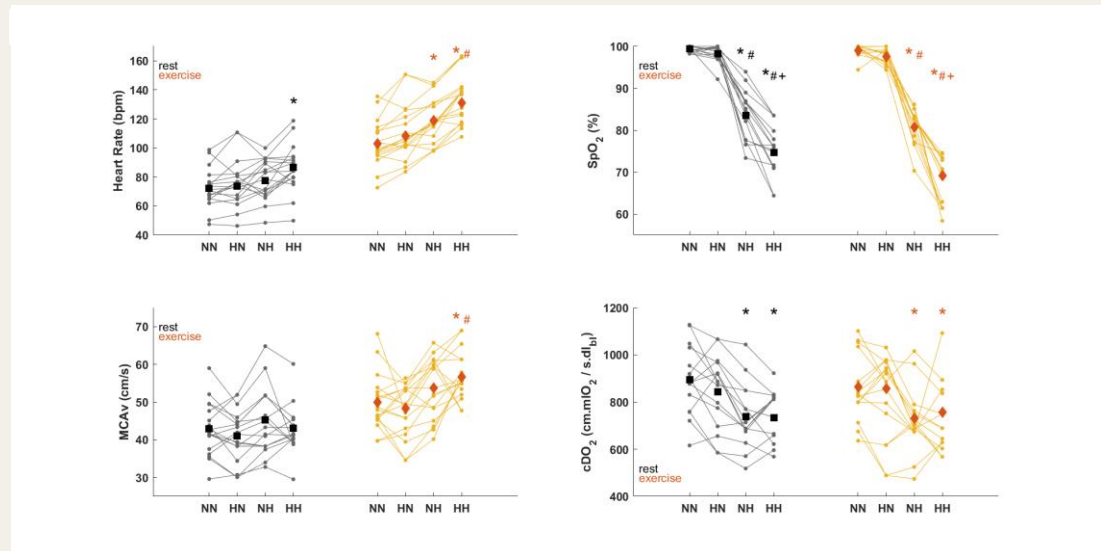 Heart Rate (bpm)
160
140
120
100
80
60
40
rest
exercise
*
*
* #
NN HN NH HH
NN HN NH HH
SpO₂ (%)
100
90
80
70
60
rest
exercise
* #
*#+
* #
*#+
NN HN NH HH
NN HN NH HH
MCAv (cm/s)
70
60
50
40
30
rest
exercise
* #
NN HN NH HH
NN HN NH HH
cDO₂ (cm.mlO₂ / s.dl_bl)
1200
1000
800
600
400
rest
exercise
* *
* *
NN HN NH HH
NN HN NH HH